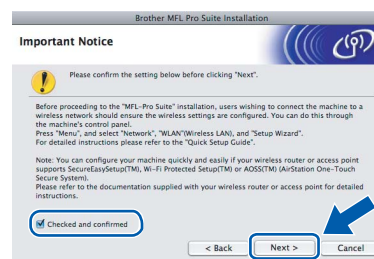 Brother MFL Pro Suite Installation
Important Notice
Please confirm the setting below before clicking "Next".
Before proceeding to the "MFL-Pro Suite" installation, users wishing to connect the machine to a
wireless network should ensure the wireless settings are configured. You can do this through
the machine's control panel.
Press "Menu", and select "Network", "WLAN"(Wireless LAN), and "Setup Wizard".
For detailed instructions please refer to the "Quick Setup Guide".
Note: You can configure your machine quickly and easily if your wireless router or access point
supports SecureEasySetup(TM), Wi-Fi Protected Setup(TM) or AOSS(TM) (AirStation One-Touch
Secure System).
Please refer to the documentation supplied with your wireless router or access point for detailed
instructions.
Checked and confirmed
< Back Next > Cancel